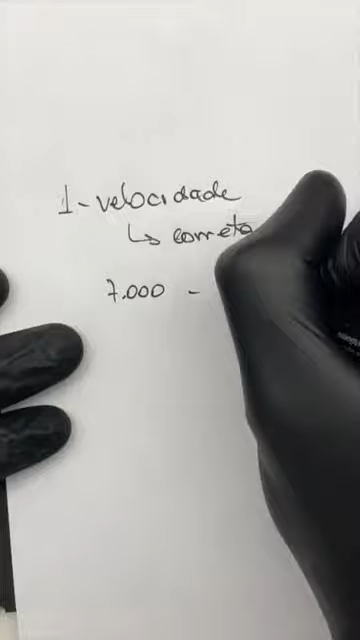 1- velocidade
↳ correta
7.000 -